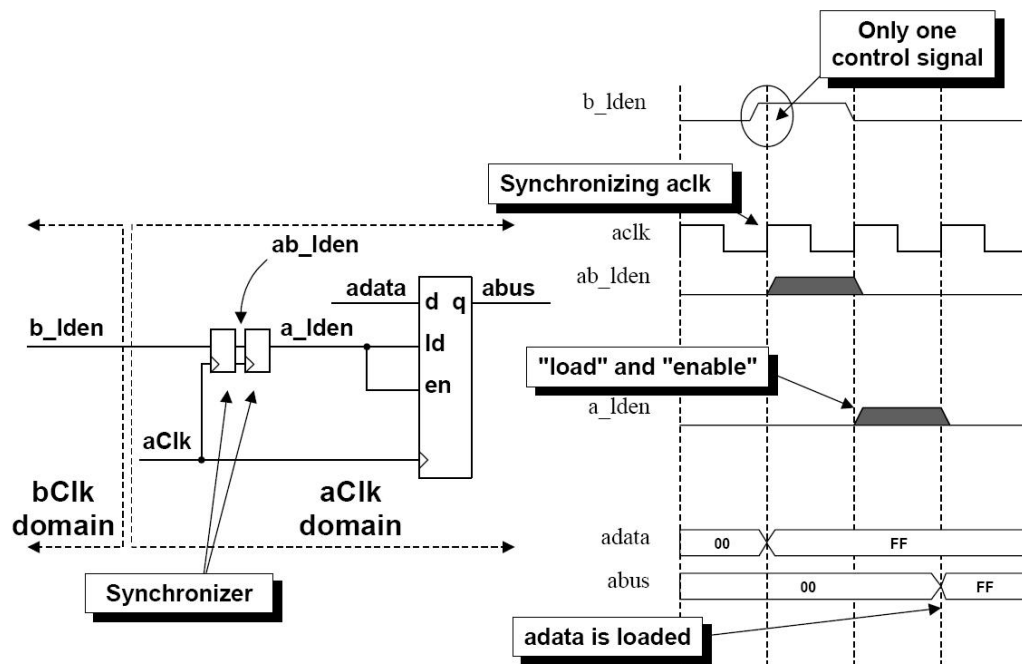 Only one
control signal
b_lden
Synchronizing aclk
aclk
ab_lden
ab_lden
adata
d q
abus
b_lden
a_lden
ld
en
"load" and "enable"
a_lden
aClk
bClk
domain
aClk
domain
adata
00
FF
abus
00
FF
Synchronizer
adata is loaded